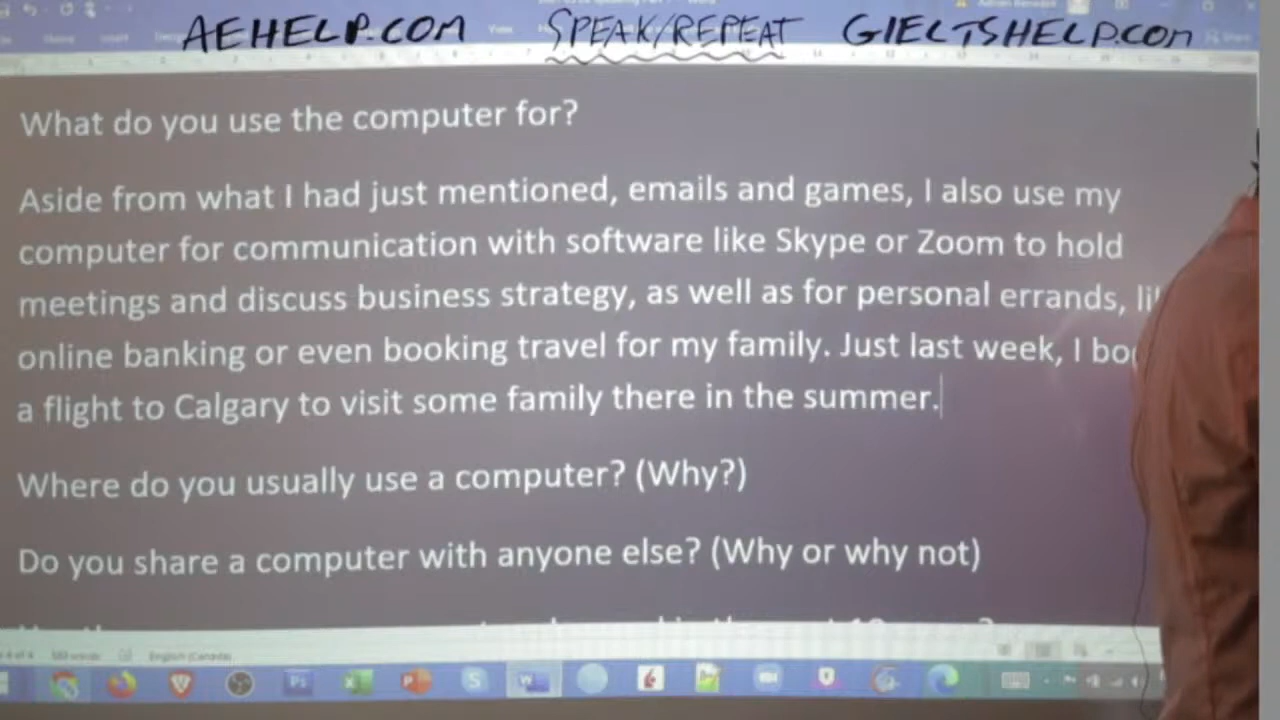 AEHELP.COM SPEAK/REPEAT GIELTSHELP.COM
What do you use the computer for?
Aside from what I had just mentioned, emails and games, I also use my
computer for communication with software like Skype or Zoom to hold
meetings and discuss business strategy, as well as for personal errands,
online banking or even booking travel for my family. Just last week, I
a flight to Calgary to visit some family there in the summer.
Where do you usually use a computer? (Why?)
Do you share a computer with anyone else? (Why or why not)
English (Canada)